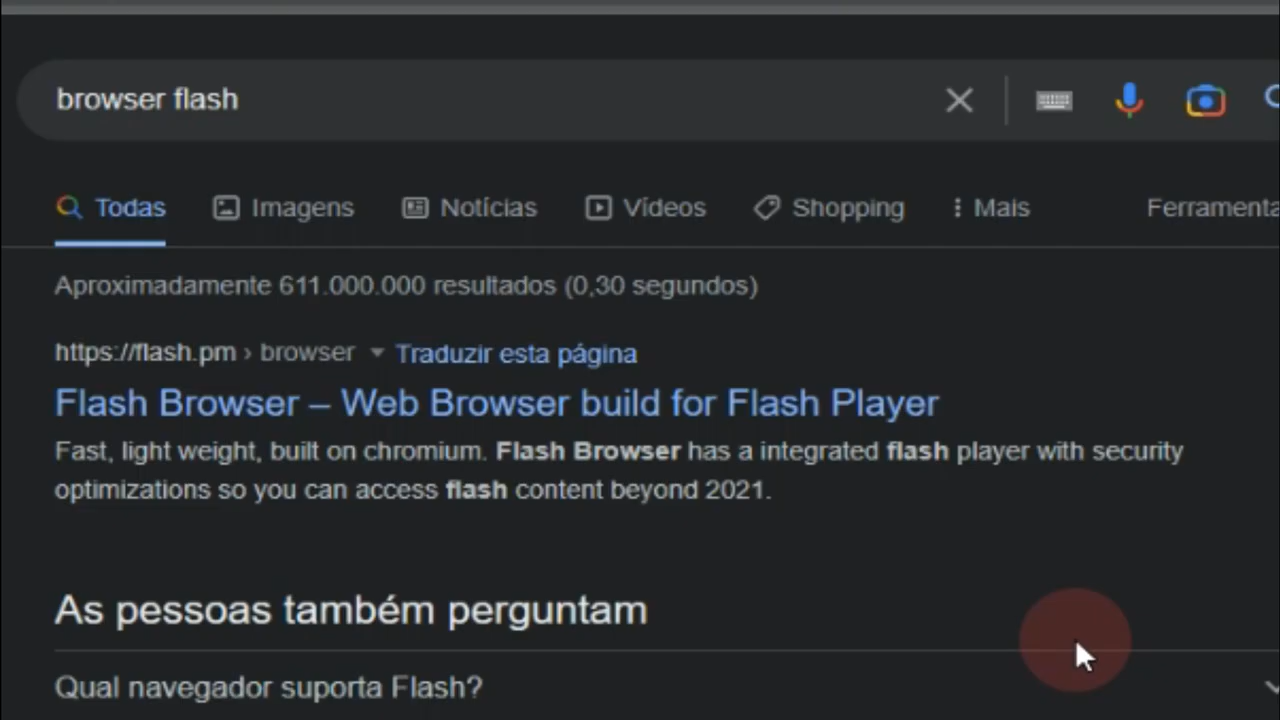 browser flash
Todas Imagens Notícias Vídeos Shopping Mais Ferramenta
Aproximadamente 611.000.000 resultados (0,30 segundos)
https://flash.pm › browser Traduzir esta página
Flash Browser – Web Browser build for Flash Player
Fast, light weight, built on chromium. Flash Browser has a integrated flash player with security
optimizations so you can access flash content beyond 2021.
As pessoas também perguntam
Qual navegador suporta Flash?